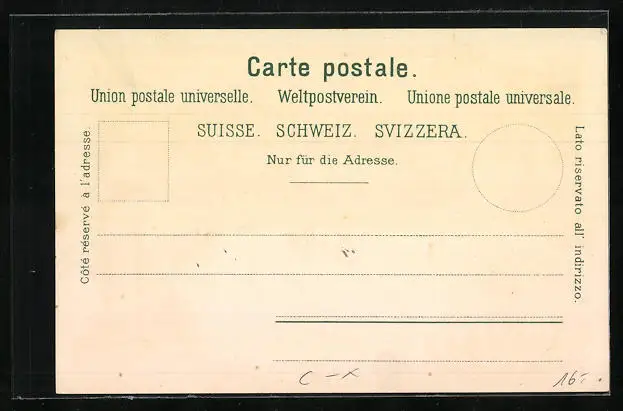 Carte postale.
Union postale universelle. Weltpostverein. Unione postale universale.
SUISSE. SCHWEIZ. SVIZZERA.
Nur für die Adresse.
Côté réservé à l'adresse.
Lato riservato all' indirizzo.
C-X
16.-